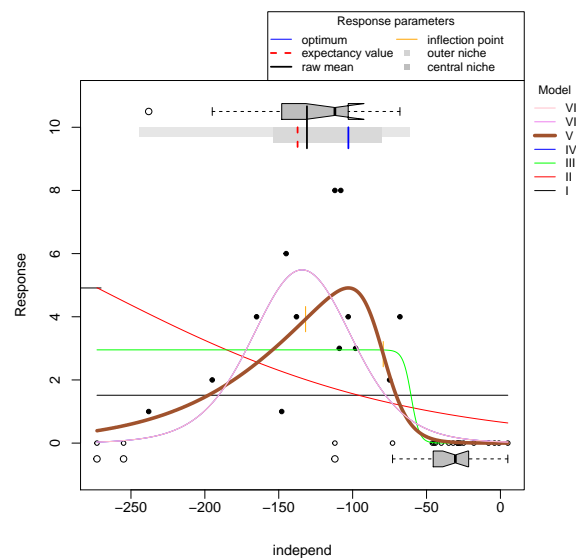 Response parameters
optimum inflection point
expectancy value outer niche
raw mean central niche
Model
VI
VI
V
IV
III
II
I
Response
10
8
6
4
2
0
−250 −200 −150 −100 −50 0
independ